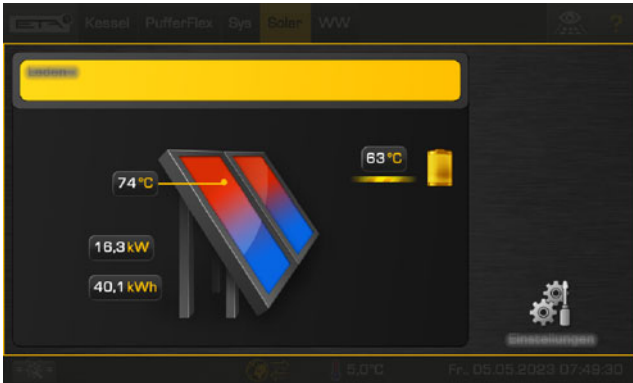 ETA Kessel PufferFlex Sys Solar WW ?
63°C
74°C
16,3 kW
40,1 kWh
Einstellungen
5,0°C Fr., 05.05.2023 07:49:30